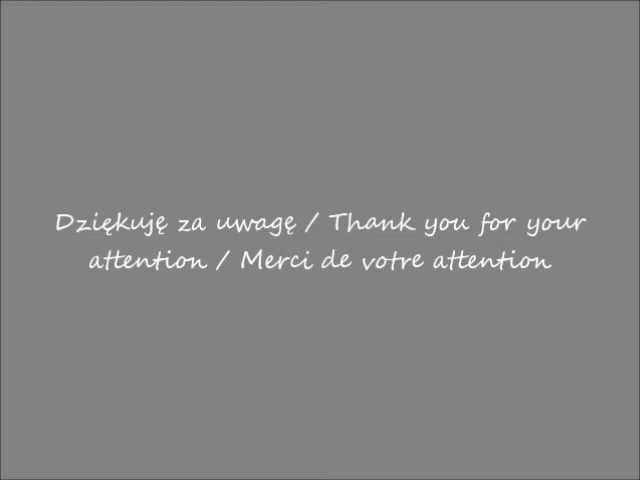 Dziękuję za uwagę / Thank you for your
attention / Merci de votre attention